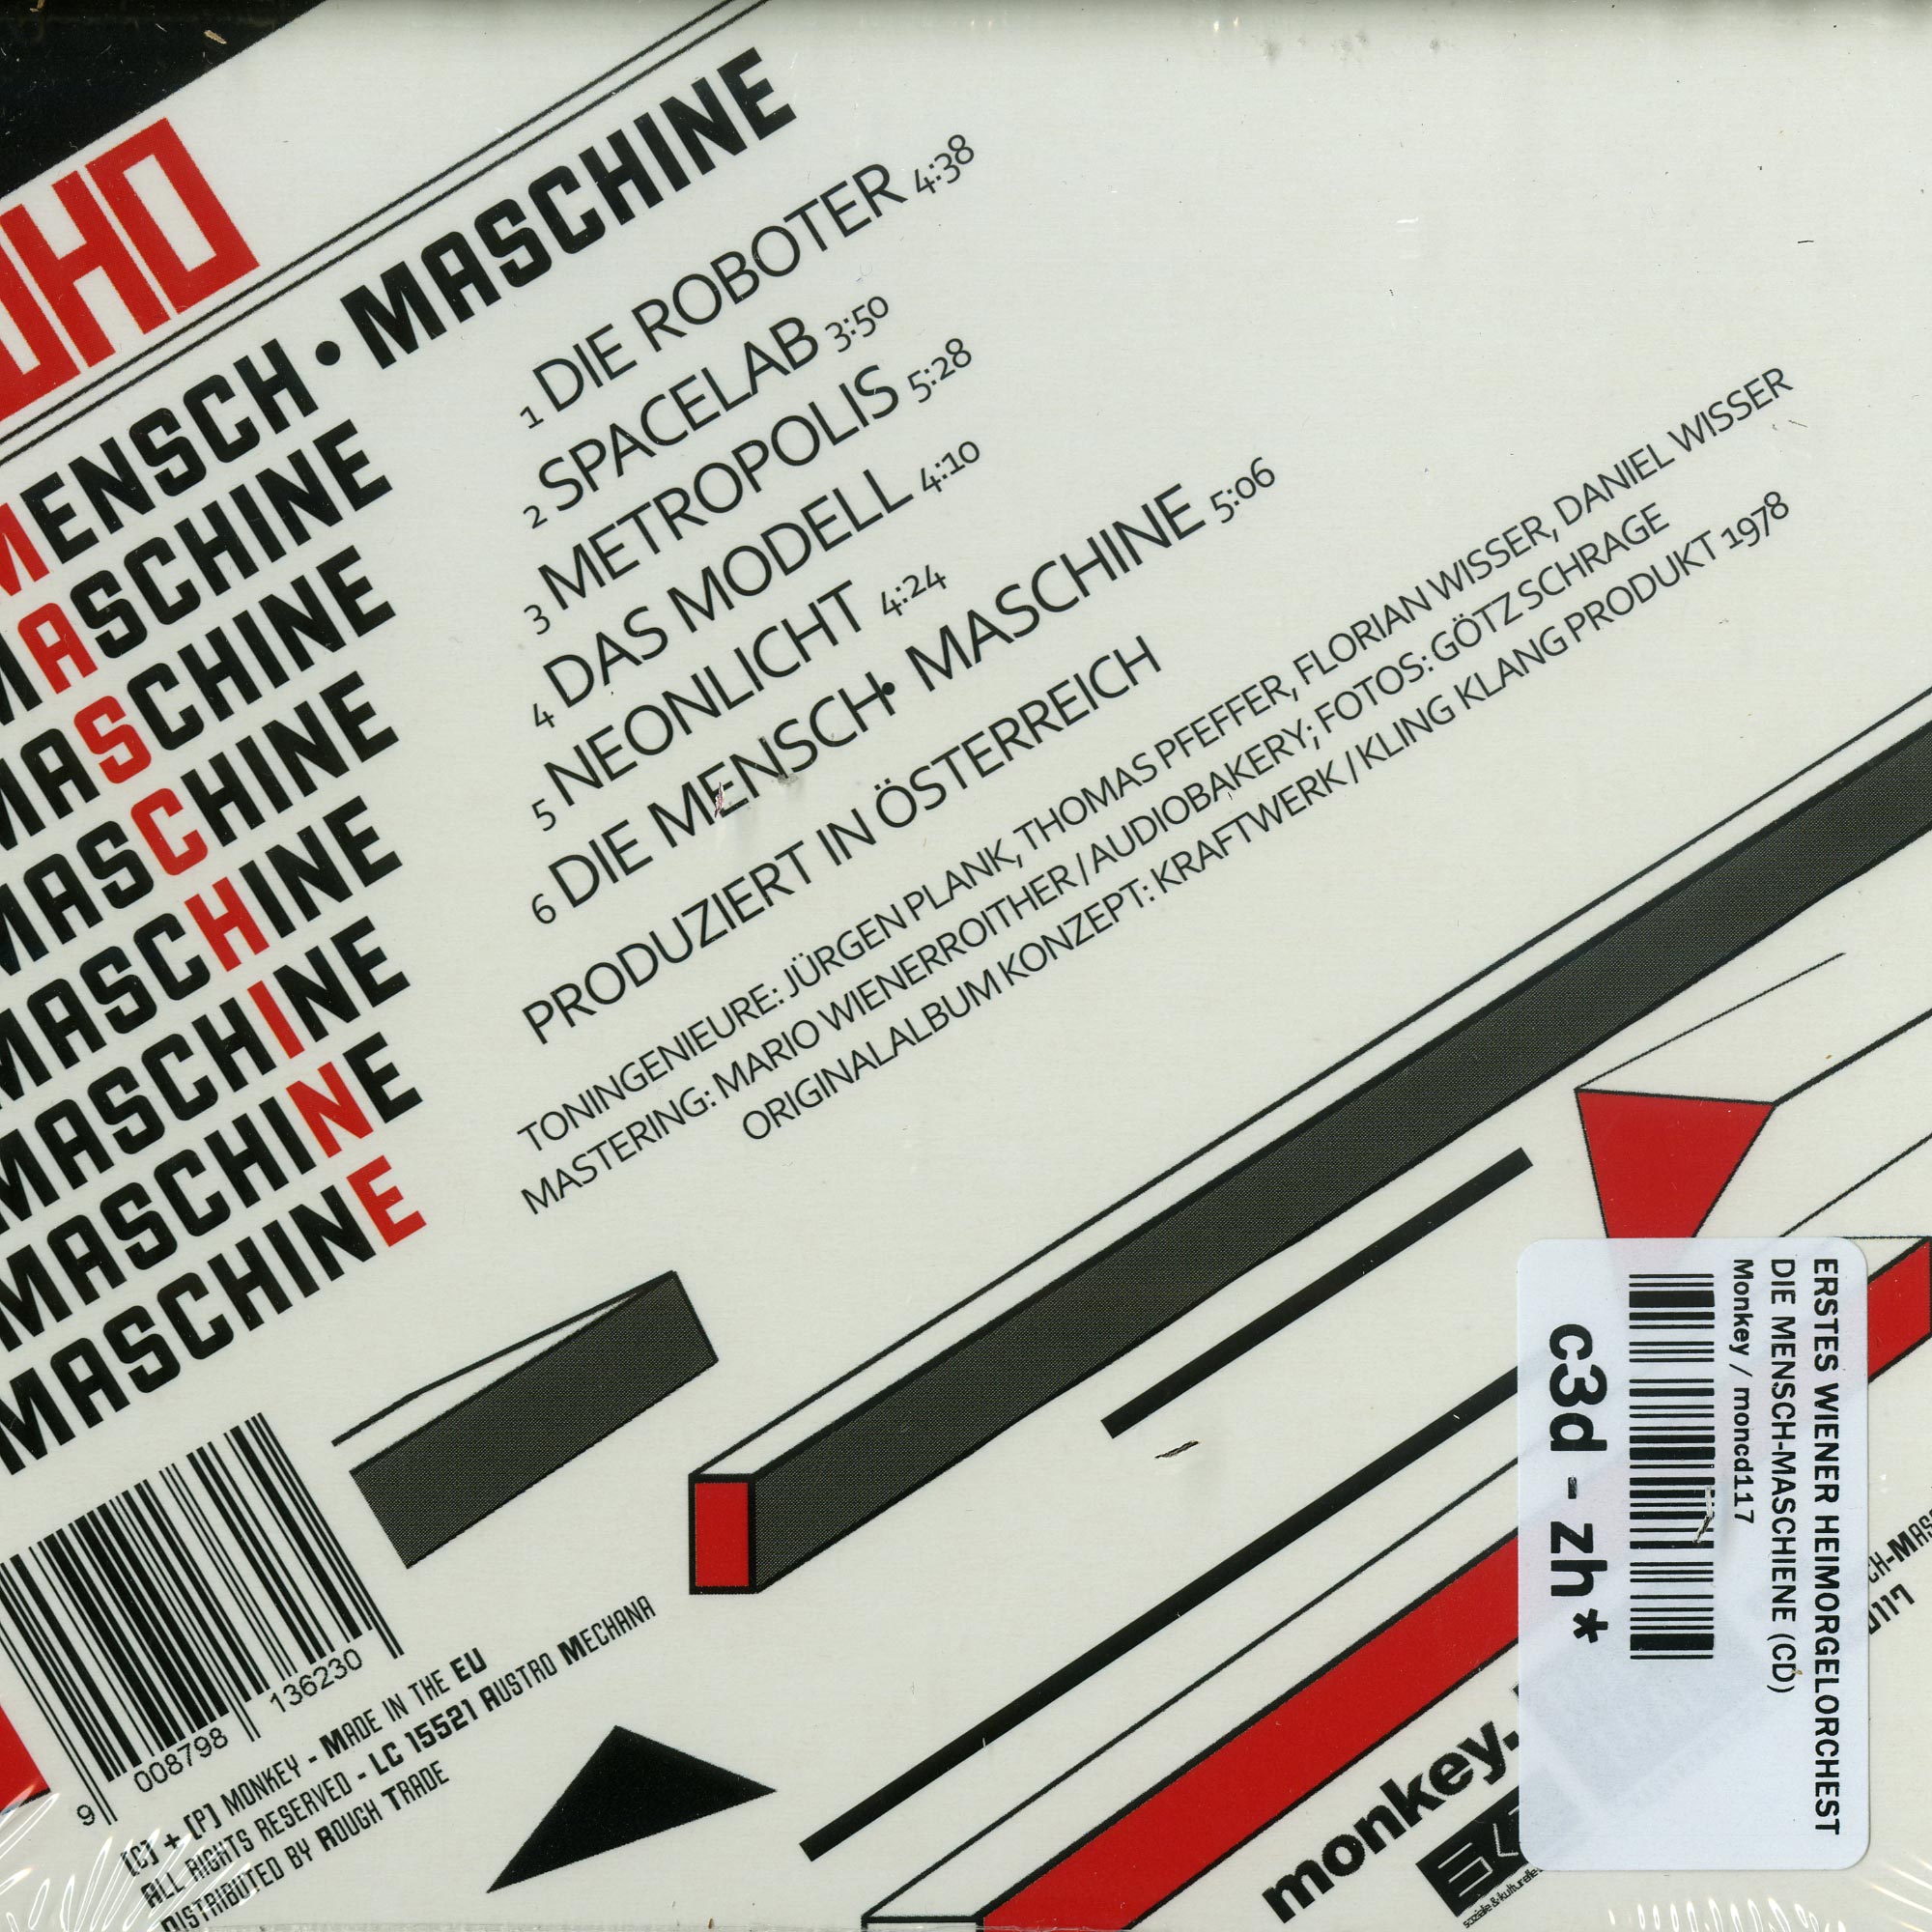 MENSCH • MASCHINE
MASCHINE
MASCHINE
MASCHINE
MASCHINE
MASCHINE
MASCHINE
MASCHINE
1 DIE ROBOTER 4:38
2 SPACELAB 3:50
3 METROPOLIS 5:28
4 DAS MODELL 4:10
5 NEONLICHT 4:24
6 DIE MENSCH• MASCHINE 5:06
PRODUZIERT IN ÖSTERREICH
TONINGENIEURE: JÜRGEN PLANK, THOMAS PFEFFER, FLORIAN WISSER, DANIEL WISSER
MASTERING: MARIO WIENERROITHER / AUDIOBAKERY; FOTOS: GÖTZ SCHRAGE
ORIGINALALBUM KONZEPT: KRAFTWERK / KLING KLANG PRODUKT 1978
9 008798 136230
[C] + [P] MONKEY - MADE IN THE EU
ALL RIGHTS RESERVED - LC 15521 AUSTRO MECHANA
DISTRIBUTED BY ROUGH TRADE
monkey.
ERSTES WIENER HEIMORGELORCHEST
DIE MENSCH-MASCHIENE (CD)
Monkey / moncd117
c3d - zh*